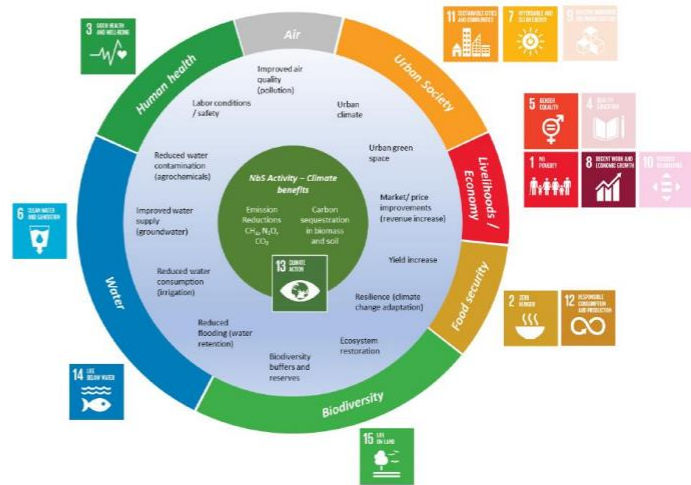 3 GOOD HEALTH
AND WELL-BEING
Human health
Air
Urban Society
11 SUSTAINABLE CITIES
AND COMMUNITIES
7 AFFORDABLE AND
CLEAN ENERGY
9
5 GENDER
EQUALITY
4 QUALITY
EDUCATION
1 NO
POVERTY
8 DECENT WORK AND
ECONOMIC GROWTH
10 REDUCED
INEQUALITIES
Livelihoods /
Economy
Food security
2 ZERO
HUNGER
12 RESPONSIBLE
CONSUMPTION
AND PRODUCTION
Biodiversity
15 LIFE
ON LAND
Water
6 CLEAN WATER
AND SANITATION
14 LIFE
BELOW WATER
Improved air
quality
(pollution)
Labor conditions
/ safety
Urban
climate
Urban green
space
Reduced water
contamination
(agrochemicals)
Improved water
supply
(groundwater)
Market/ price
improvements
(revenue increase)
Reduced water
consumption
(irrigation)
Yield increase
Resilience (climate
change adaptation)
Reduced
flooding (water
retention)
Biodiversity
buffers and
reserves
Ecosystem
restoration
NbS Activity – Climate
benefits
Emission
Reductions
CH₄, N₂O,
CO₂
Carbon
sequestration
in biomass
and soil
13 CLIMATE
ACTION